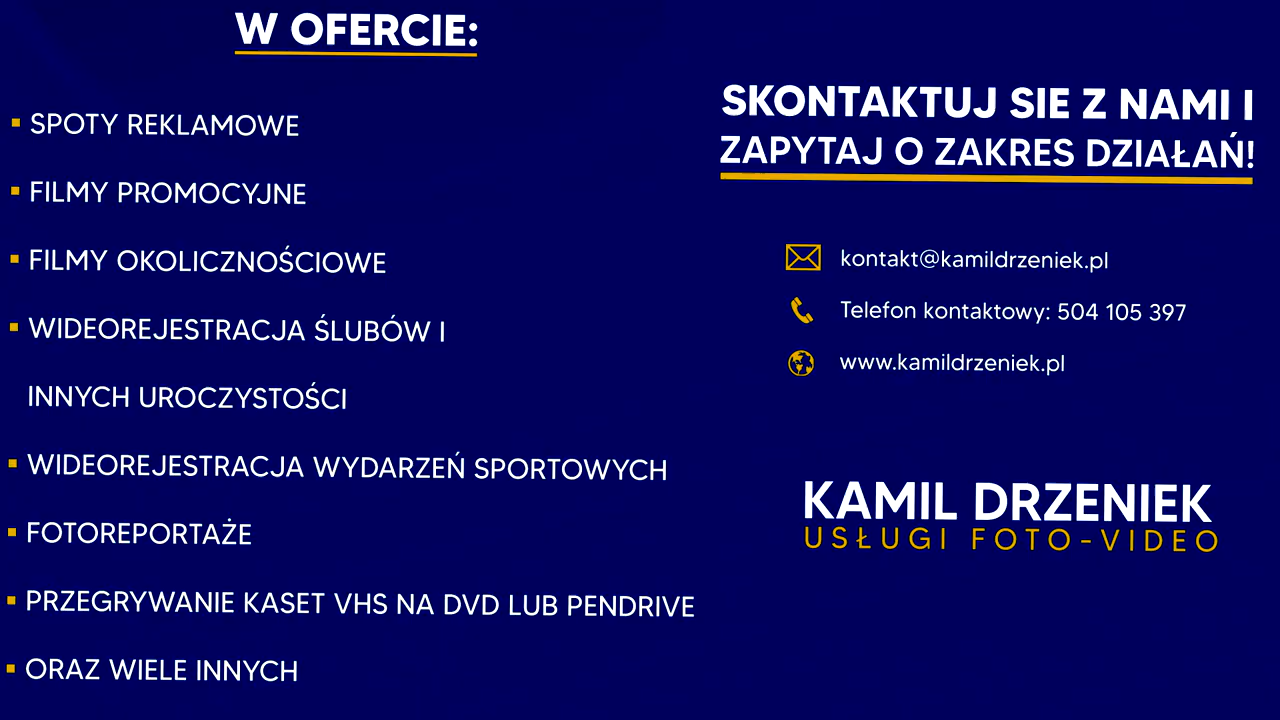 W OFERCIE:
SPOTY REKLAMOWE
FILMY PROMOCYJNE
FILMY OKOLICZNOŚCIOWE
WIDEOREJESTRACJA ŚLUBÓW I
INNYCH UROCZYSTOŚCI
WIDEOREJESTRACJA WYDARZEŃ SPORTOWYCH
FOTOREPORTAŻE
PRZEGRYWANIE KASET VHS NA DVD LUB PENDRIVE
ORAZ WIELE INNYCH
SKONTAKTUJ SIE Z NAMI I
ZAPYTAJ O ZAKRES DZIAŁAŃ!
kontakt@kamildrzeniek.pl
Telefon kontaktowy: 504 105 397
www.kamildrzeniek.pl
KAMIL DRZENIEK
USŁUGI FOTO-VIDEO